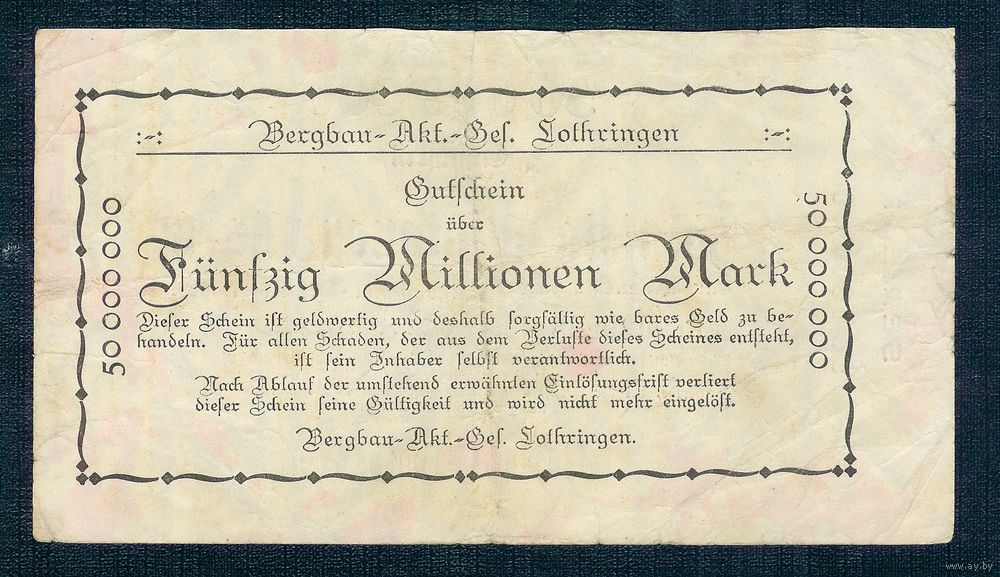 :-: Bergbau-Akt.-Ges. Lothringen :-:
Gutschein
über
Fünfzig Millionen Mark
50 000 000
50 000 000
Dieser Schein ist geldwertig und deshalb sorgfältig wie bares Geld zu be-
handeln. Für allen Schaden, der aus dem Verluste dieses Scheines entsteht,
ist sein Inhaber selbst verantwortlich.
Nach Ablauf der umstehend erwähnten Einlösungsfrist verliert
dieser Schein seine Gültigkeit und wird nicht mehr eingelöst.
Bergbau-Akt.-Ges. Lothringen.
www.ay.by